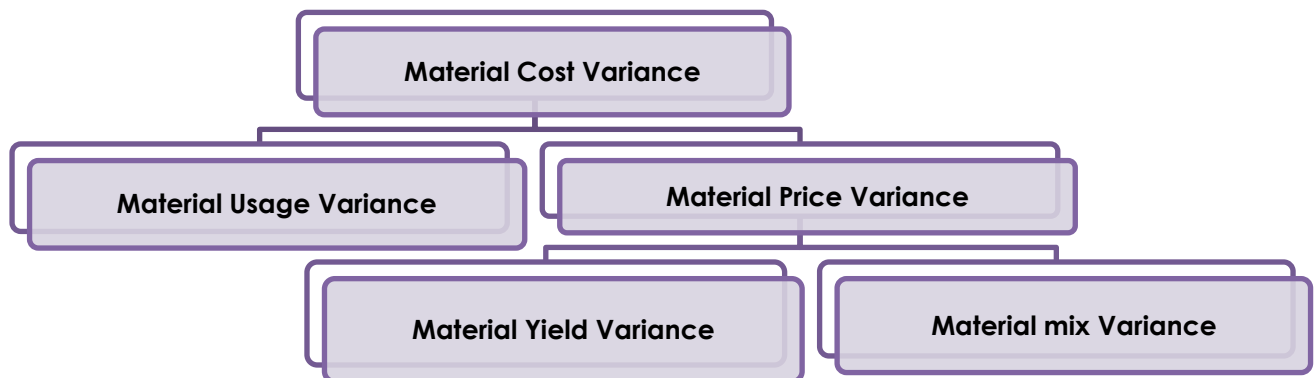 Material Cost Variance
Material Usage Variance
Material Price Variance
Material Yield Variance
Material mix Variance